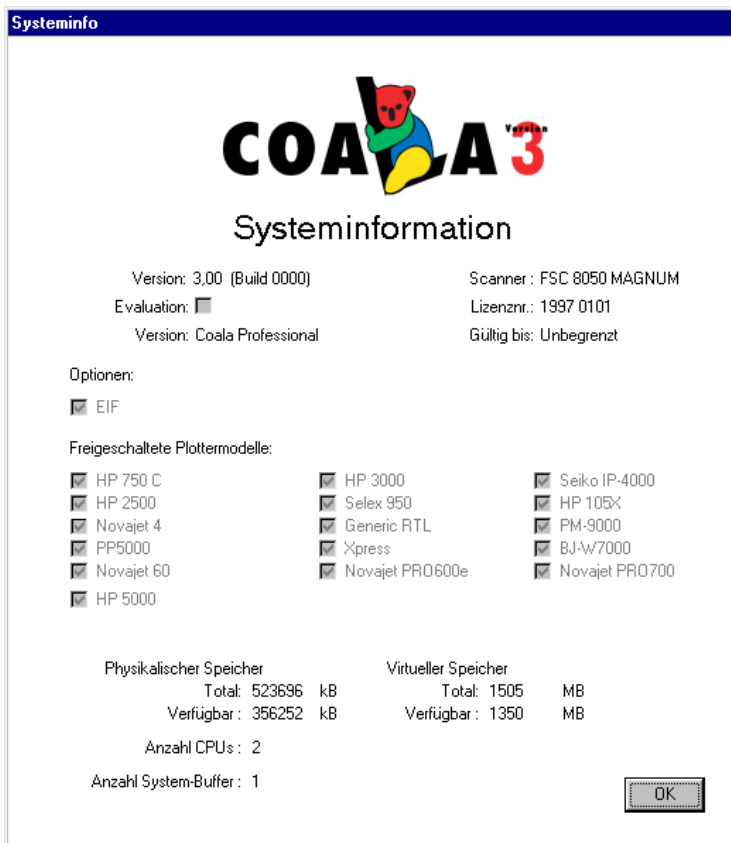 Systeminfo
COALA Version 3
Systeminformation
Version: 3,00 (Build 0000) Scanner : FSC 8050 MAGNUM
Evaluation: Lizenznr.: 1997 0101
Version: Coala Professional Gültig bis: Unbegrenzt
Optionen:
EIF
Freigeschaltete Plottermodelle:
HP 750 C HP 3000 Seiko IP-4000
HP 2500 Selex 950 HP 105X
Novajet 4 Generic RTL PM-9000
PP5000 Xpress BJ-W7000
Novajet 60 Novajet PRO600e Novajet PRO700
HP 5000
Physikalischer Speicher Virtueller Speicher
Total: 523696 kB Total: 1505 MB
Verfügbar : 356252 kB Verfügbar : 1350 MB
Anzahl CPUs : 2
Anzahl System-Buffer : 1
OK